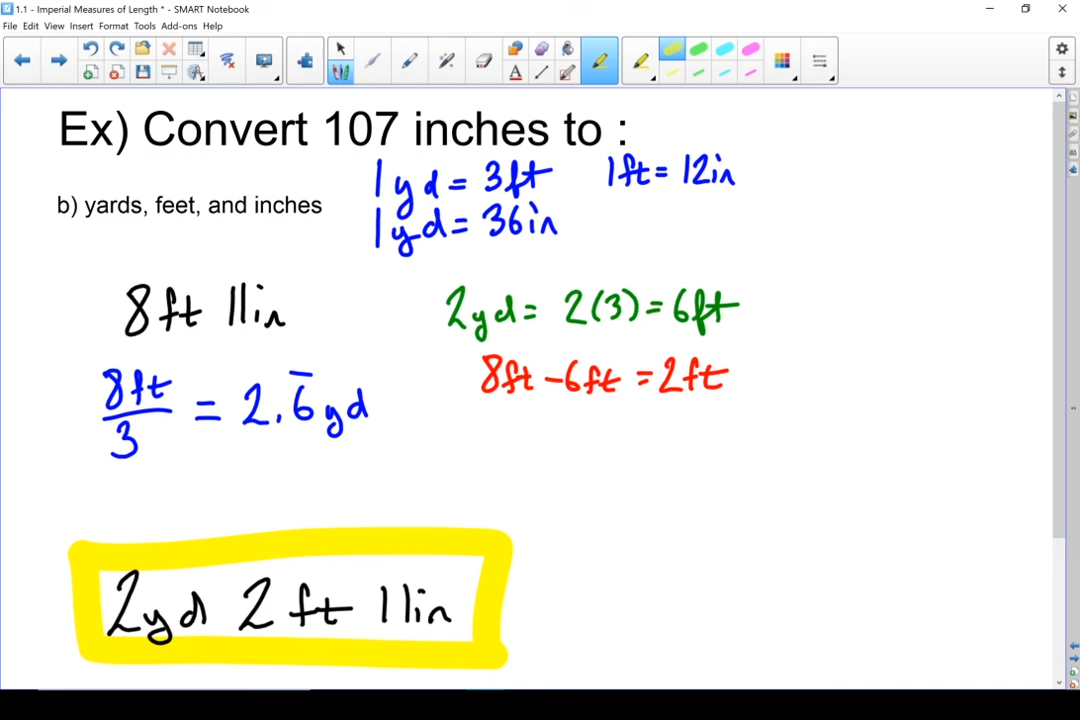 1.1 - Imperial Measures of Length * - SMART Notebook
File Edit View Insert Format Tools Add-ons Help
Ex) Convert 107 inches to :
1yd = 3ft 1ft = 12in
b) yards, feet, and inches
1yd = 36in
8ft 11in
2yd = 2(3) = 6ft
8ft - 6ft = 2ft
8ft/3 = 2.6̅ yd
2yd 2ft 11in